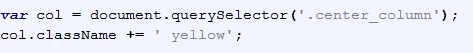 var col = document.querySelector('.center_column');
col.className += ' yellow';